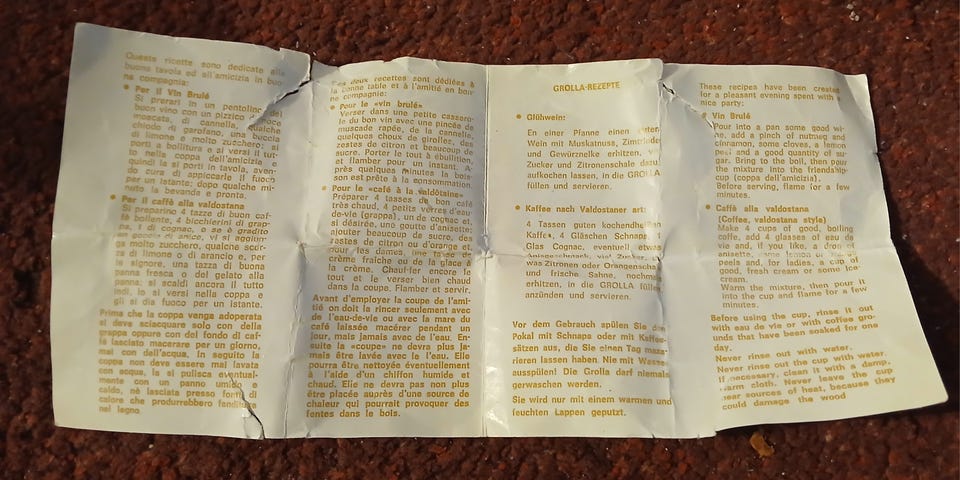 Queste ricette sono dedicate alla
buona tavola ed all'amicizia in buo-
na compagnia:
● Per il Vin Brulé
Si prerari in un pentolino
buon vino con un pizzico di noce
moscata, di cannella, qualche
chiodo di garofano, una buccia
di limone e molto zucchero; si
porti a bollitura e si versi il tut-
to nella coppa dell'amicizia e
quindi la si porti in tavola, aven-
do cura di appicarle il fuoco
per un istante; dopo qualche mi-
nuto la bevanda è pronta.
● Per il caffè alla valdostana
Si preparino 4 tazze di buon caf-
fè bollente, 4 bicchierini di grap-
pa, 1 di cognac, o se è gradito
di anice, vi si aggiun-
ga molto zucchero, qualche scor-
za di limone o di arancio e, per
le signore, una tazza di buona
panna fresca o del gelato alla
panna; si scaldi ancora il tutto
indi, lo si versi nella coppa e
gli si dia fuoco per un istante.
Prima che la coppa venga adoperata
si deve sciacquare solo con della
grappa oppure con del fondo di caf-
fè lasciato macerare per un giorno,
mai con dell'acqua. In seguito la
coppa non deve essere mai lavata
con acqua, la si pulisca eventual-
mente con un panno umido e
caldo, nè lasciata presso fonti di
calore che produrrebbero fenditure
nel legno.
Ces deux recettes sont dédiées à
la bonne table et à l'amitié en bon-
ne compagnie:
● Pour le «vin brulé»
Verser dans une petite cassero-
le du bon vin avec une pincée de
muscade rapée, de la cannelle,
quelques choux de girofles, des
zestes de citron et beaucoup de
sucre. Porter le tout à ébullition,
et flamber pour un instant. A-
près quelques minutes la bois-
son est prête à la consommation.
● Pour le «café à la valdôtaine»
Préparer 4 tasses de bon café
très chaud, 4 petits verres d'eau-
de-vie (grappa), un de cognac et,
si désirée, une goutte d'anisette;
ajouter beaucoup de sucre, des
zestes de citron ou d'orange et,
pour les dames, une tasse de
crème fraîche ou de la glace à
la crème. Chauffer encore le
tout et le verser bien chaud
dans la coupe. Flamber et servir.
Avant d'employer la coupe de l'ami-
tié on doit la rincer seulement avec
de l'eau-de-vie ou avec la mare du
café laissée macérer pendant un
jour, mais jamais avec de l'eau. En-
suite la «coupe» ne devra plus ja-
mais être lavée avec de l'eau. Elle
pourra être nettoyée éventuellement
à l'aide d'un chiffon humide et
chaud. Elle ne devra pas non plus
être placée auprès d'une source de
chaleur qui pourrait provoquer des
fentes dans le bois.
GROLLA-REZEPTE
● Glühwein:
En einer Pfanne einen guten
Wein mit Muskatnuss, Zimtrinde
und Gewürznelke erhitzen, viel
Zucker und Zitronenschale dazu,
aufkochen lassen, in die GROLLA
füllen und servieren.
● Kaffee nach Valdostaner art:
4 Tassen guten kochendheißen
Kaffee, 4 Gläschen Schnaps, 1
Glas Cognac, eventuell etwas
viel Zucker,
was Zitronen oder Orangenscha-
und frische Sahne, nochmals
erhitzen, in die GROLLA füllen
anzünden und servieren.
Vor dem Gebrauch spülen Sie den
Pokal mit Schnaps oder mit Kaffee-
sätzen aus, die Sie einen Tag maze-
rieren lassen haben. Nie mit Wasser
ausspülen! Die Grolla darf niemals
gerwaschen werden.
Sie wird nur mit einem warmen und
feuchten Lappen geputzt.
These recipes have been created
for a pleasant evening spent with a
nice party:
● Vin Brulé
Pour into a pan some good wi-
ne, add a pinch of nutmeg and
cinnamon, some cloves, a lemon
peel and a good quantity of su-
gar. Bring to the boil, then pour
the mixture into the friendship-
cup (coppa dell'amicizia).
Before serving, flame for a few
minutes.
● Caffè alla valdostana
(Coffee, valdostana style)
Make 4 cups of good, boiling
coffe, add 4 glasses of eau de
vie and, if you like, a drop of
anisette, some lemon or
peels and, for ladies, a cup of
good, fresh cream or some ice
cream.
Warm the mixture, then pour it
into the cup and flame for a few
minutes.
Before using the cup, rinse it out
with eau de vie or with coffee gro-
unds that have been soaked for one
day.
Never rinse out with water.
Never rinse out the cup with water.
If necessary, clean it with a damp,
warm cloth. Never leave the cup
near sources of heat, because they
could damage the wood